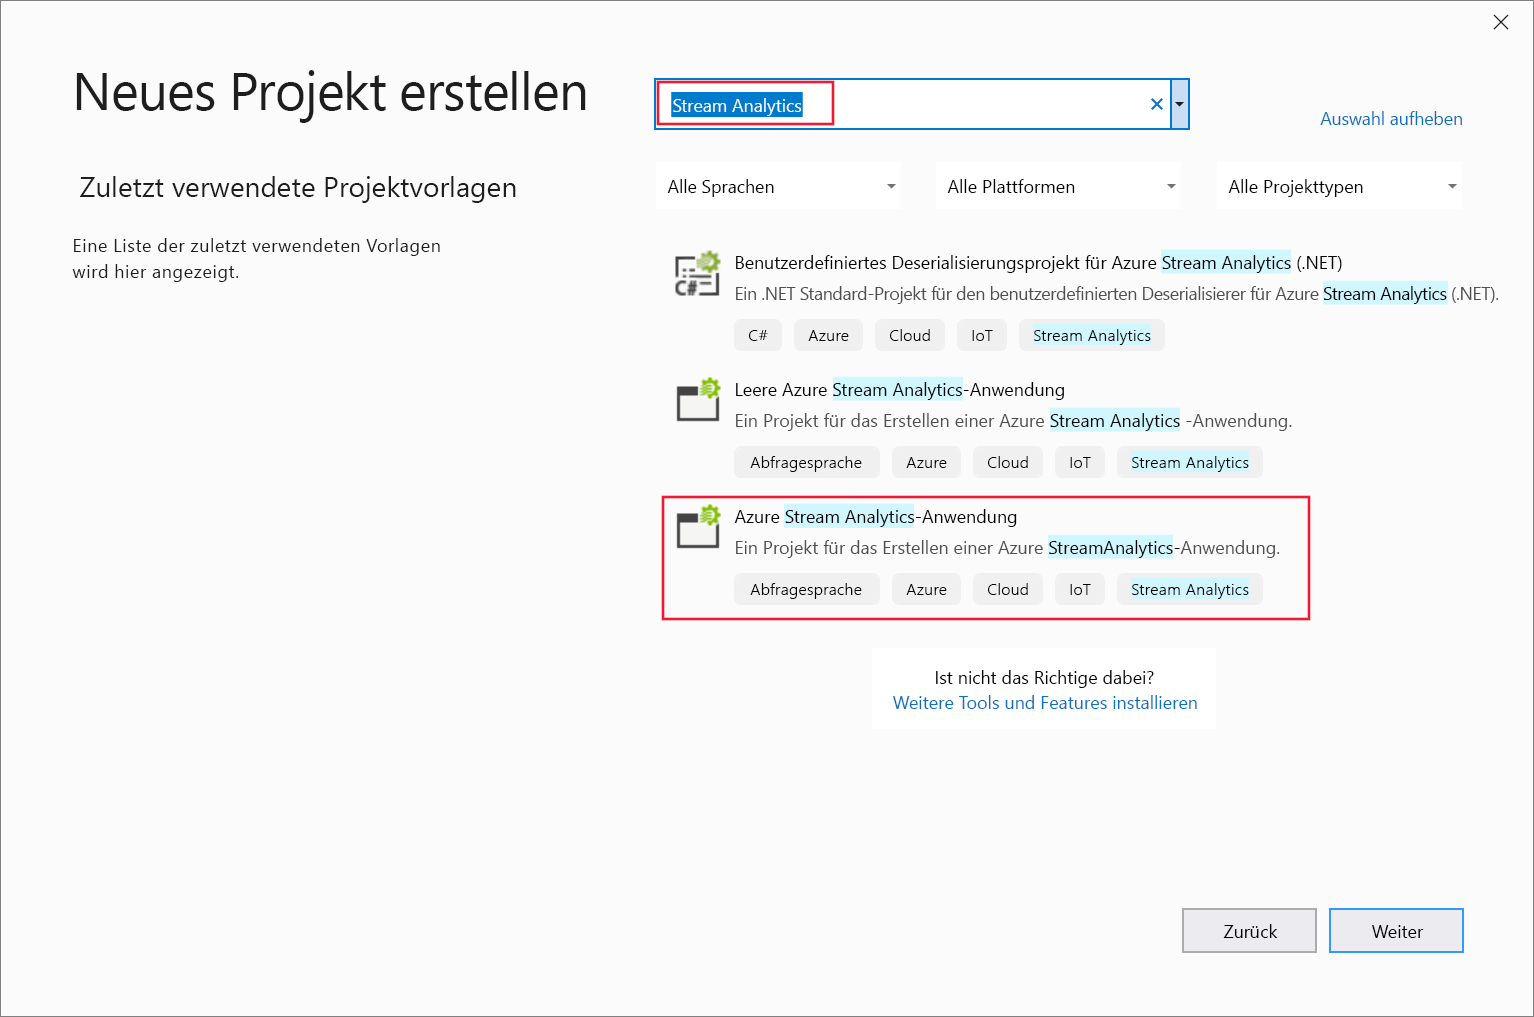 Neues Projekt erstellen
Stream Analytics
Auswahl aufheben
Zuletzt verwendete Projektvorlagen
Eine Liste der zuletzt verwendeten Vorlagen
wird hier angezeigt.
Alle Sprachen
Alle Plattformen
Alle Projekttypen
Benutzerdefiniertes Deserialisierungsprojekt für Azure Stream Analytics (.NET)
Ein .NET Standard-Projekt für den benutzerdefinierten Deserialisierer für Azure Stream Analytics (.NET).
C#
C# Azure Cloud IoT Stream Analytics
Leere Azure Stream Analytics-Anwendung
Ein Projekt für das Erstellen einer Azure Stream Analytics -Anwendung.
Abfragesprache Azure Cloud IoT Stream Analytics
Azure Stream Analytics-Anwendung
Ein Projekt für das Erstellen einer Azure StreamAnalytics-Anwendung.
Abfragesprache Azure Cloud IoT Stream Analytics
Ist nicht das Richtige dabei?
Weitere Tools und Features installieren
Zurück
Weiter